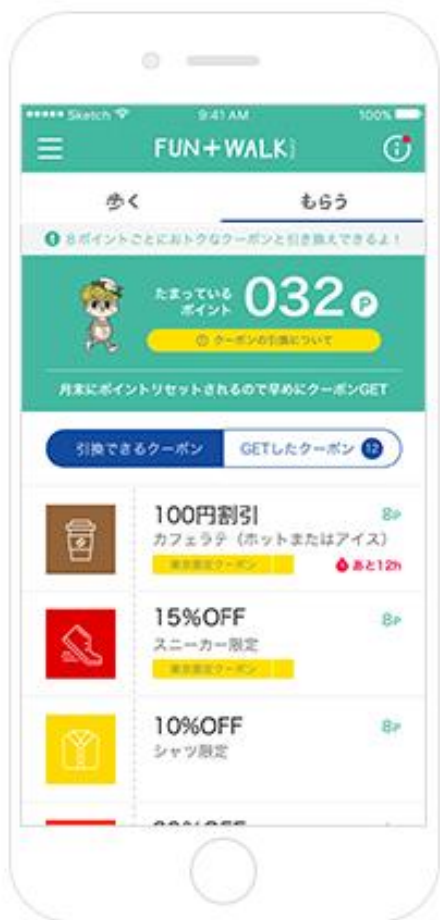 Sketch
9:41 AM
100%
FUN+WALK
歩く
もらう
8ポイントごとにおトクなクーポンと引き換えできるよ！
たまっている
ポイント
032 P
クーポンの引換について
月末にポイントリセットされるので早めにクーポンGET
引換できるクーポン
GETしたクーポン 12
100円割引
8P
カフェラテ（ホットまたはアイス）
東京限定クーポン
あと12h
15%OFF
8P
スニーカー限定
東京限定クーポン
10%OFF
8P
シャツ限定